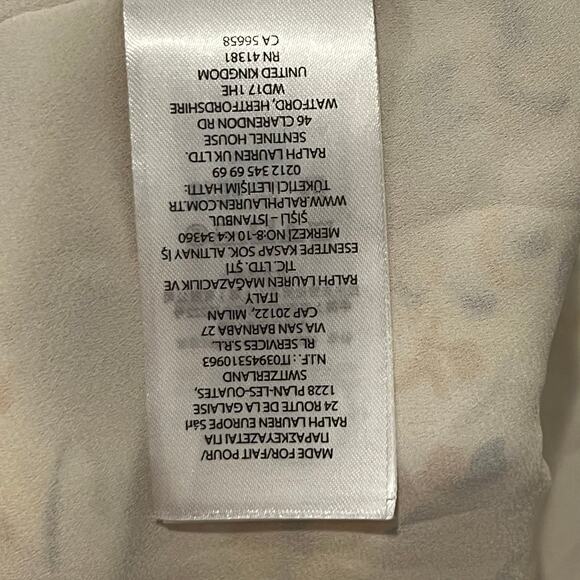 MADE FOR/FAIT POUR/
ΠΑΡΑΣΚΕΥΑΖΕΤΑΙ ΓΙΑ
RALPH LAUREN EUROPE Sàrl
24 ROUTE DE LA GALAISE
1228 PLAN-LES-OUATES,
SWITZERLAND
N.I.F.: IT03945310963
RL SERVICES S.R.L.
VIA SAN BARNABA 27
CAP 20122, MILAN
ITALY
RALPH LAUREN MAĞAZACILIK VE
TİC. LTD. ŞTİ
ESENTEPE KASAP SOK. ALTINAY İŞ
MERKEZİ NO:8-10 K:4 34360
ŞİŞLİ - İSTANBUL
WWW.RALPHLAUREN.COM.TR
TÜKETİCİ İLETİŞİM HATTI:
0212 345 69 69
RALPH LAUREN UK LTD.
SENTINEL HOUSE
46 CLARENDON RD
WATFORD, HERTFORDSHIRE
WD17 1HE
UNITED KINGDOM
RN 41381
CA 56658